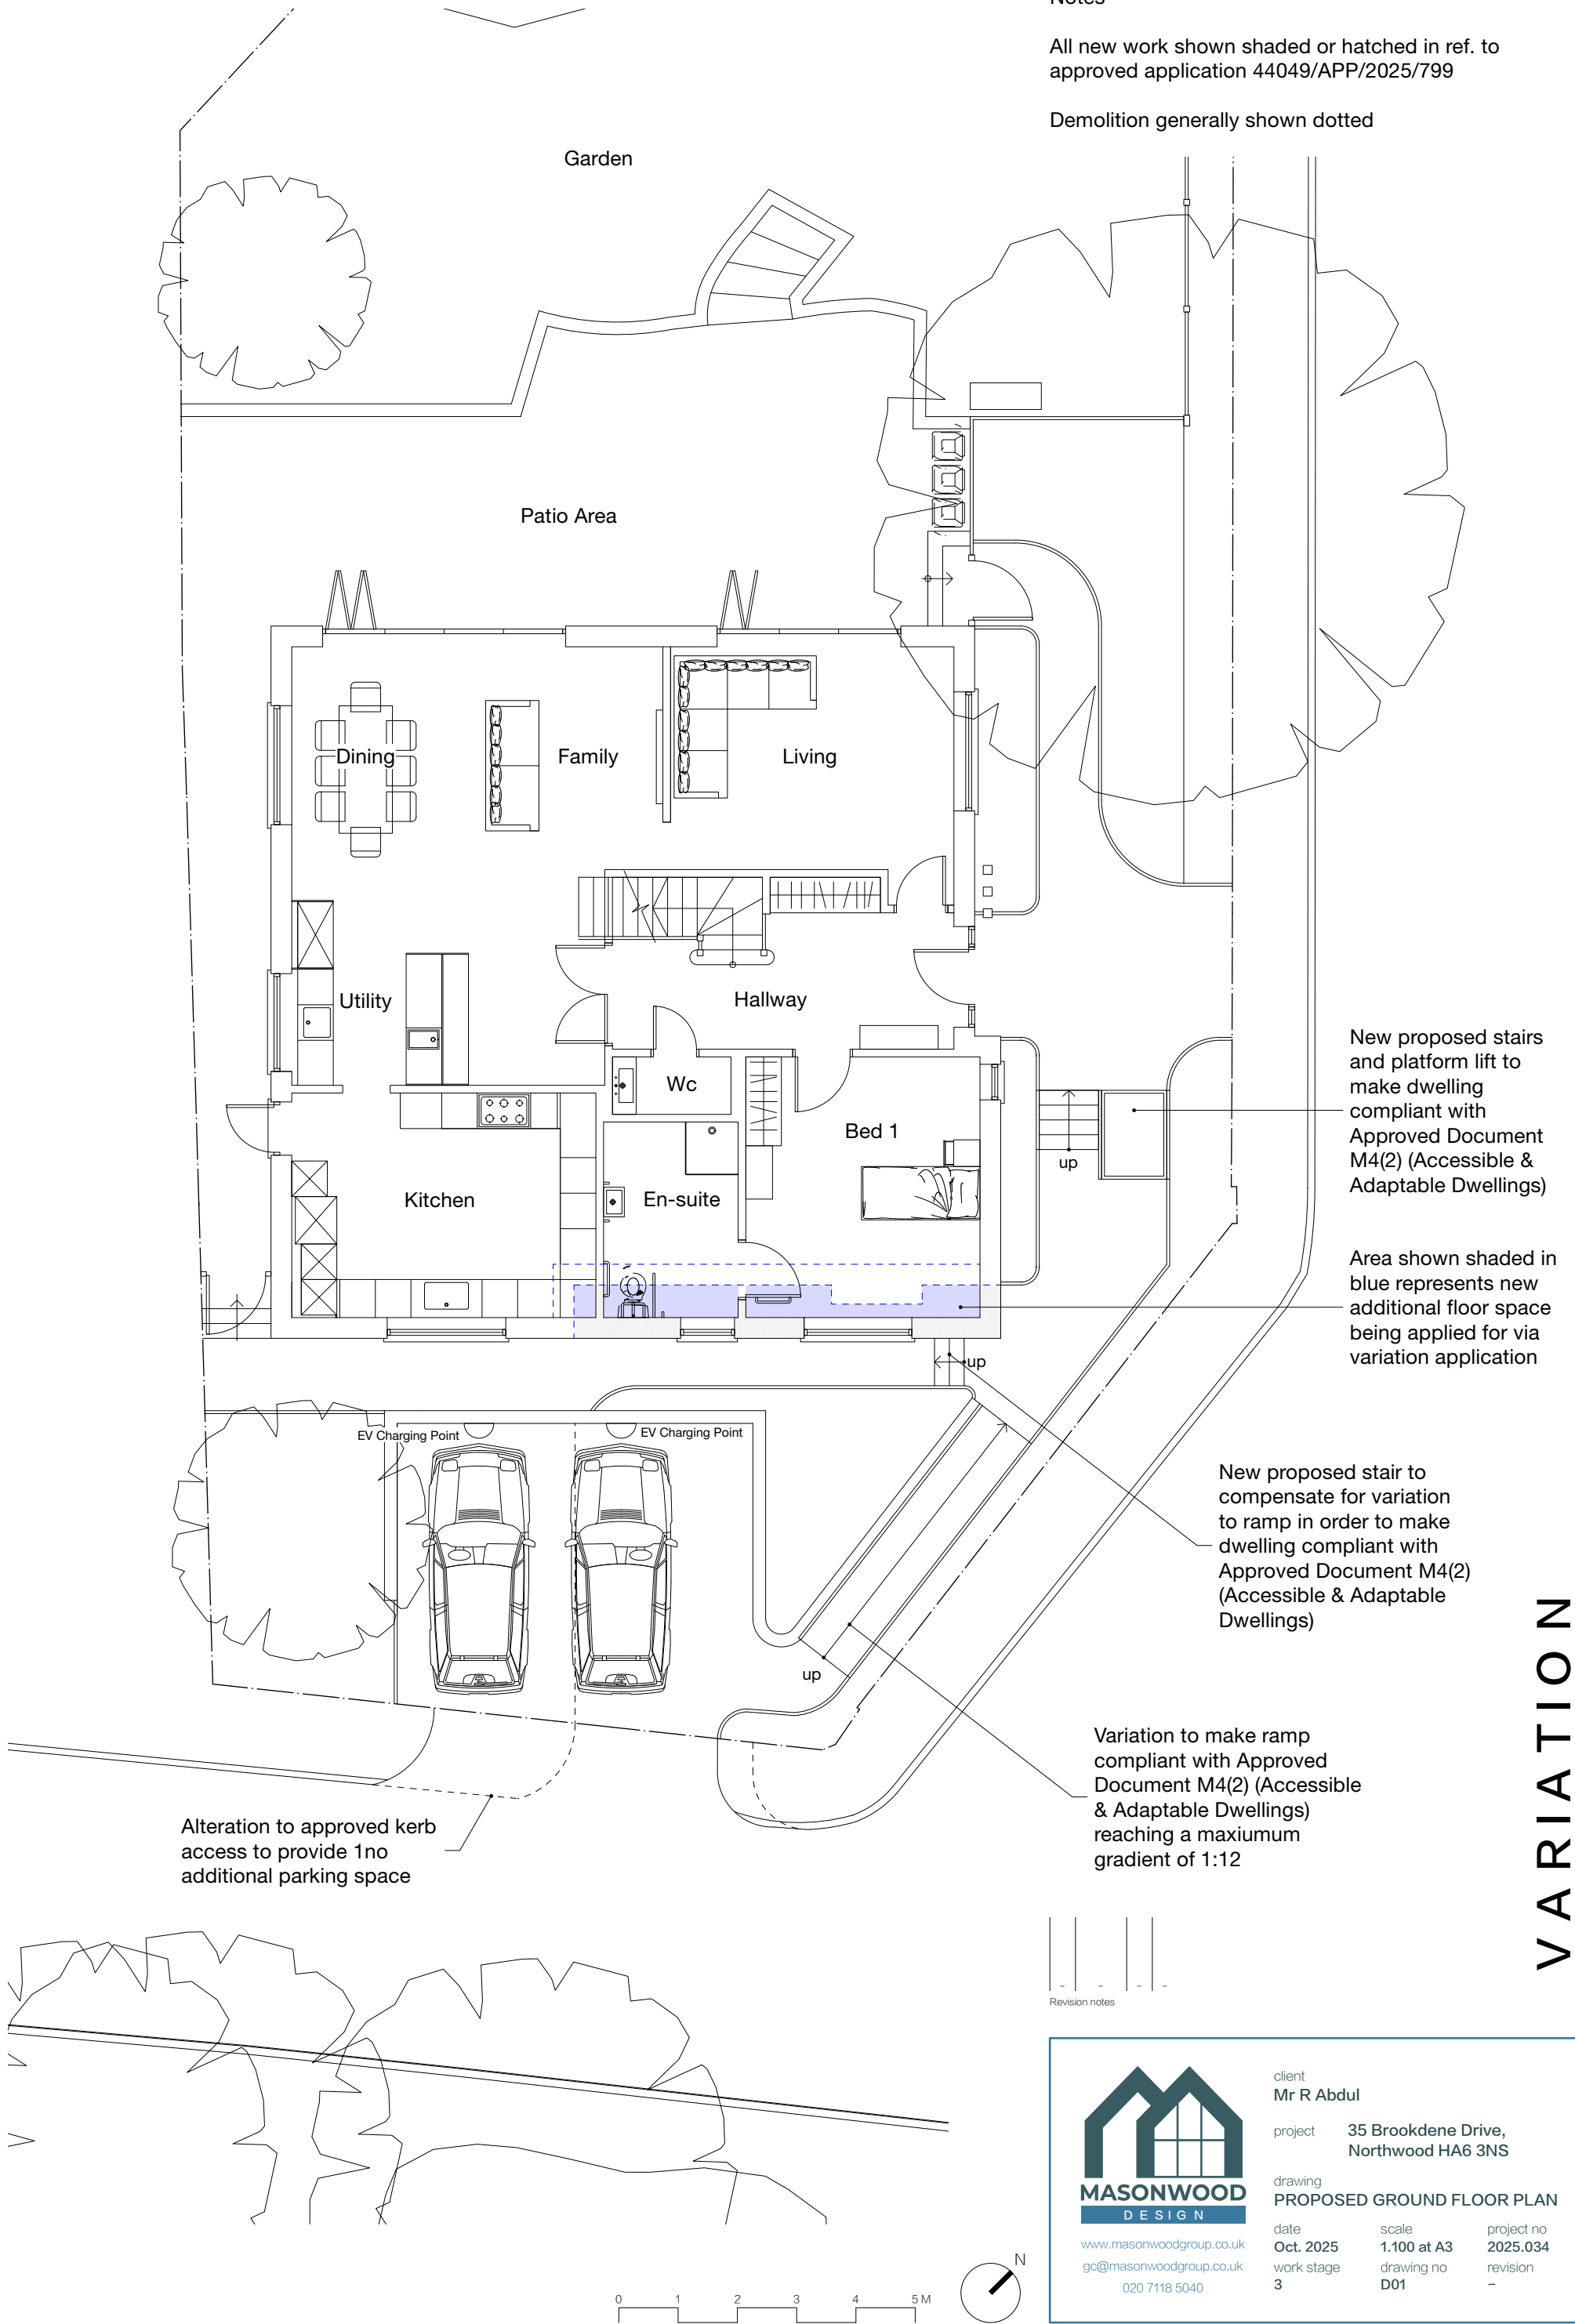 Notes
All new work shown shaded or hatched in ref. to
approved application 44049/APP/2025/799
Demolition generally shown dotted
Garden
Patio Area
Dining
Family
Living
Utility
Hallway
Wc
Bed 1
Kitchen
En-suite
up
New proposed stairs
and platform lift to
make dwelling
compliant with
Approved Document
M4(2) (Accessible &
Adaptable Dwellings)
Area shown shaded in
blue represents new
additional floor space
being applied for via
variation application
up
EV Charging Point
EV Charging Point
New proposed stair to
compensate for variation
to ramp in order to make
dwelling compliant with
Approved Document M4(2)
(Accessible & Adaptable
Dwellings)
up
Variation to make ramp
compliant with Approved
Document M4(2) (Accessible
& Adaptable Dwellings)
reaching a maxiumum
gradient of 1:12
Alteration to approved kerb
access to provide 1no
additional parking space
VARIATION
- - - -
Revision notes
MASONWOOD
DESIGN
www.masonwoodgroup.co.uk
gc@masonwoodgroup.co.uk
020 7118 5040
client
Mr R Abdul
project 35 Brookdene Drive,
Northwood HA6 3NS
drawing
PROPOSED GROUND FLOOR PLAN
date scale project no
Oct. 2025 1.100 at A3 2025.034
work stage drawing no revision
3 D01 –
N
0 1 2 3 4 5 M